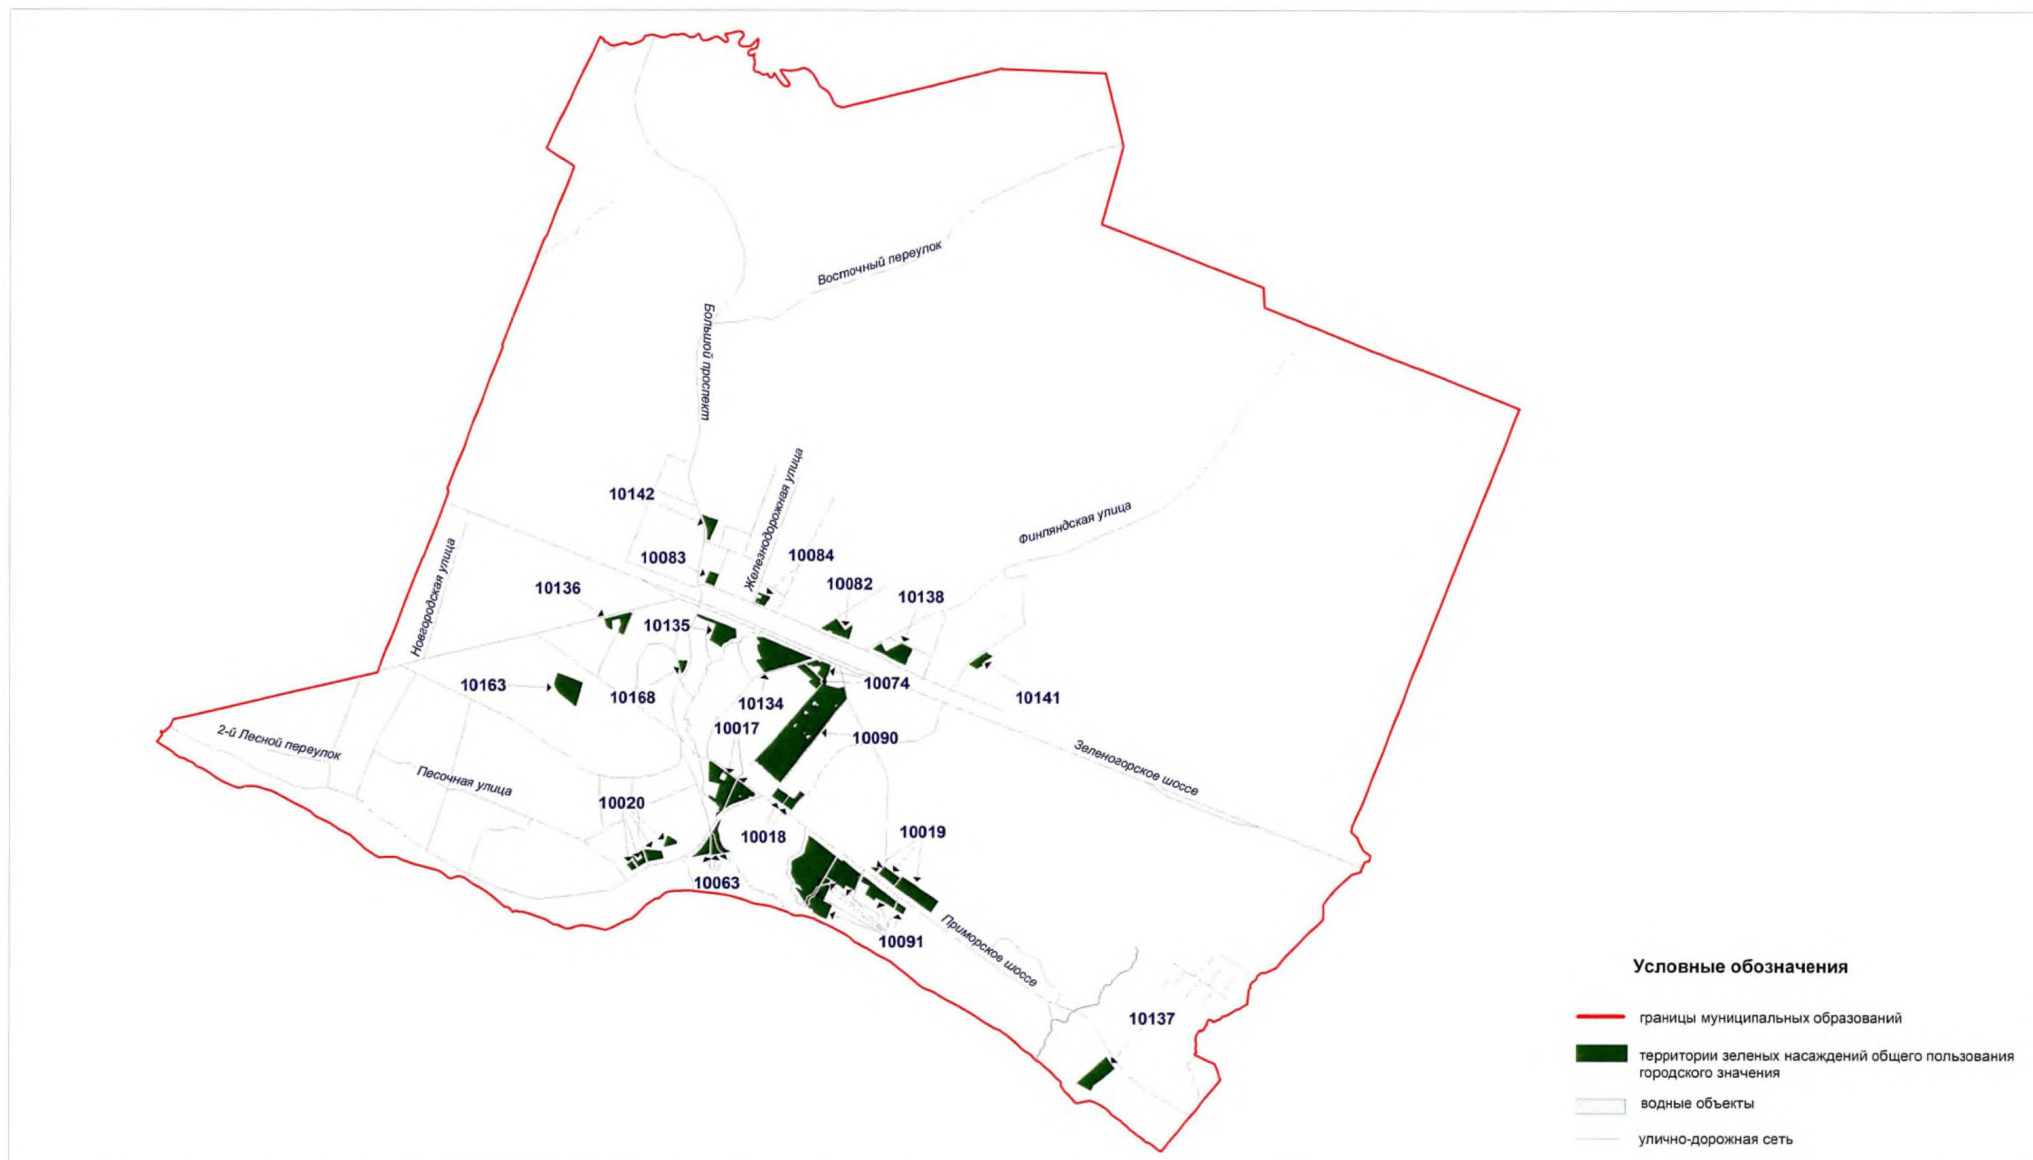 Восточный переулок
Большой проспект
Железнодорожная улица
10142
Финляндская улица
10083
10084
10082
10136
10138
Новгородская улица
10135
10163
10168
10074
10141
10134
10017
10090
2-й Лесной переулок
Песочная улица
Зеленогорское шоссе
10020
10018
10019
10063
10091
Приморское шоссе
10137
Условные обозначения
границы муниципальных образований
территории зеленых насаждений общего пользования
городского значения
водные объекты
улично-дорожная сеть